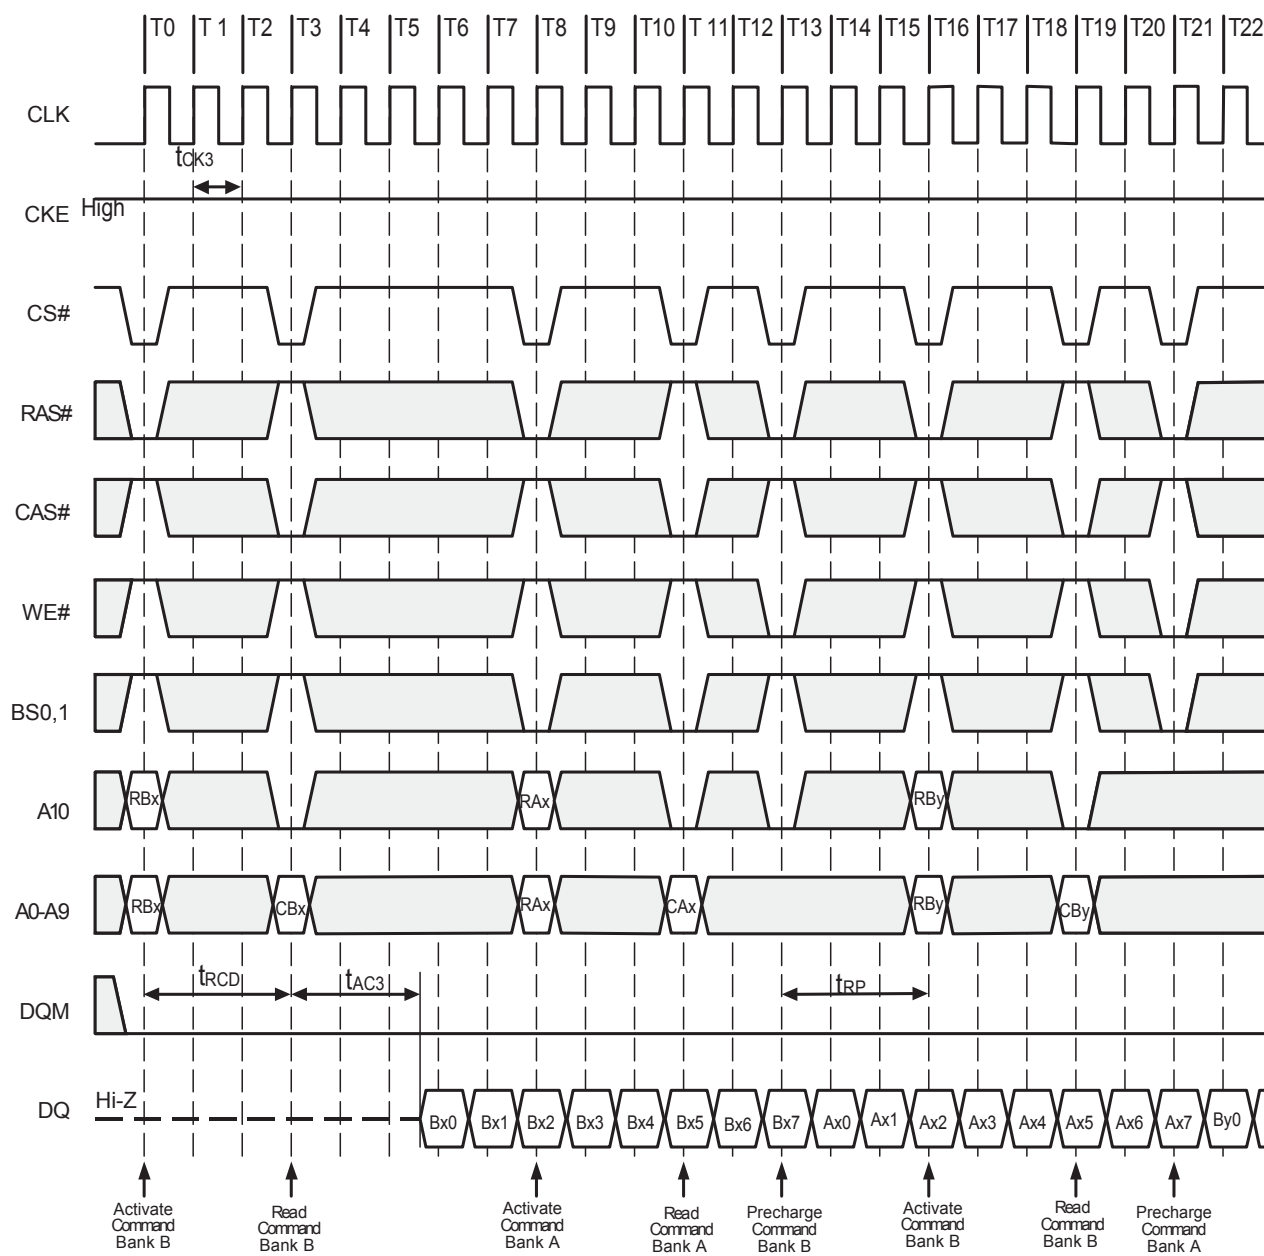 T0 T 1 T2 T3 T4 T5 T6 T7 T8 T9 T10 T 11 T12 T13 T14 T15 T16 T17 T18 T19 T20 T21 T22
CLK
tCK3
CKE High
CS#
RAS#
CAS#
WE#
BS0,1
A10 RBx RAx RBy
A0-A9 RBx CBx RAx CAx RBy CBy
tRCD tAC3 tRP
DQM
Hi-Z
DQ Bx0 Bx1 Bx2 Bx3 Bx4 Bx5 Bx6 Bx7 Ax0 Ax1 Ax2 Ax3 Ax4 Ax5 Ax6 Ax7 By0
Activate
Command
Bank B
Read
Command
Bank B
Activate
Command
Bank A
Read
Command
Bank A
Precharge
Command
Bank B
Activate
Command
Bank B
Read
Command
Bank B
Precharge
Command
Bank A